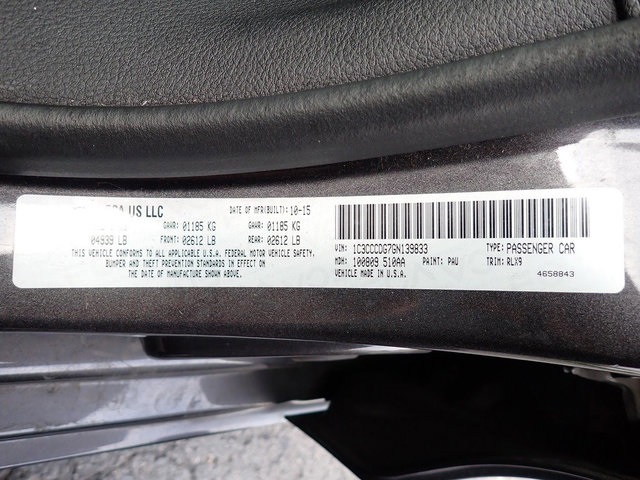 US LLC
DATE OF MFR(BUILT): 10-15
GAWR: 01185 KG GAWR: 01185 KG
04939 LB FRONT: 02612 LB REAR: 02612 LB
THIS VEHICLE CONFORMS TO ALL APPLICABLE U.S.A. FEDERAL MOTOR VEHICLE SAFETY,
BUMPER AND THEFT PREVENTION STANDARDS IN EFFECT ON
THE DATE OF MANUFACTURE SHOWN ABOVE.
VIN: 1C3CCCDG7GN139833 TYPE: PASSENGER CAR
MDH: 100809 510AA PAINT: PAU TRIM: RLX9
VEHICLE MADE IN U.S.A. 4658843